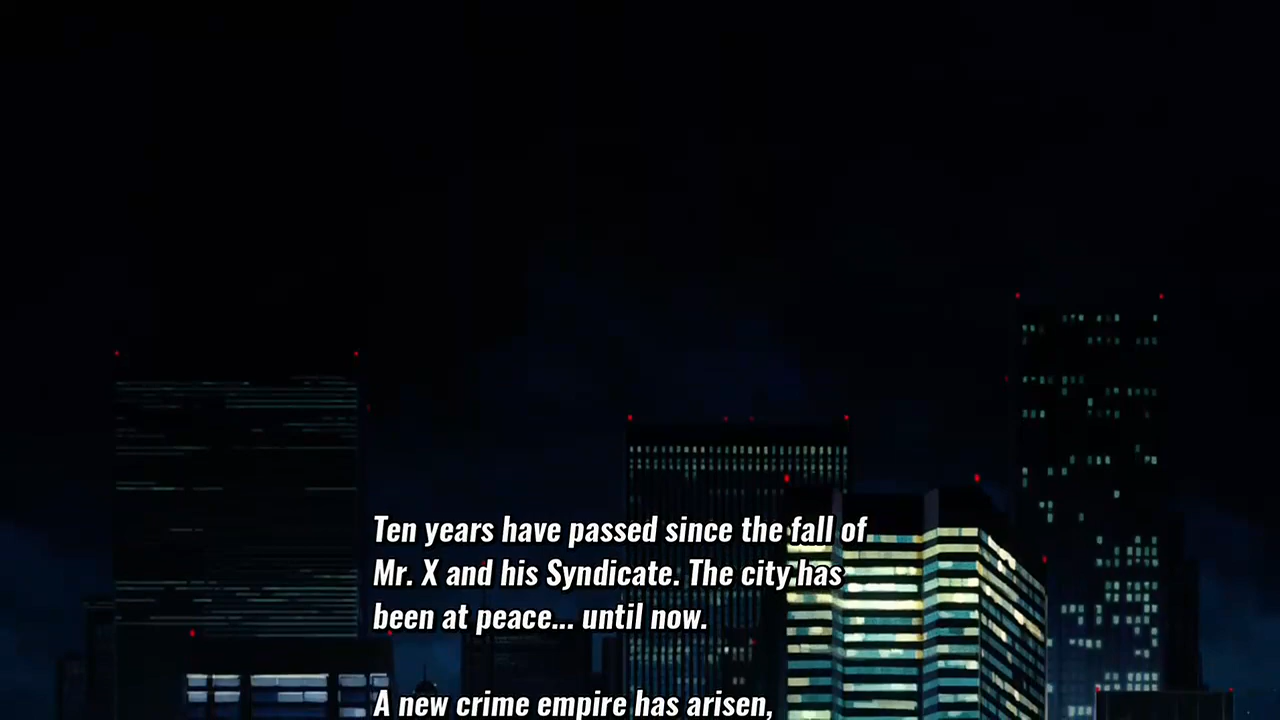 Ten years have passed since the fall of
Mr. X and his Syndicate. The city has
been at peace... until now.
A new crime empire has arisen,